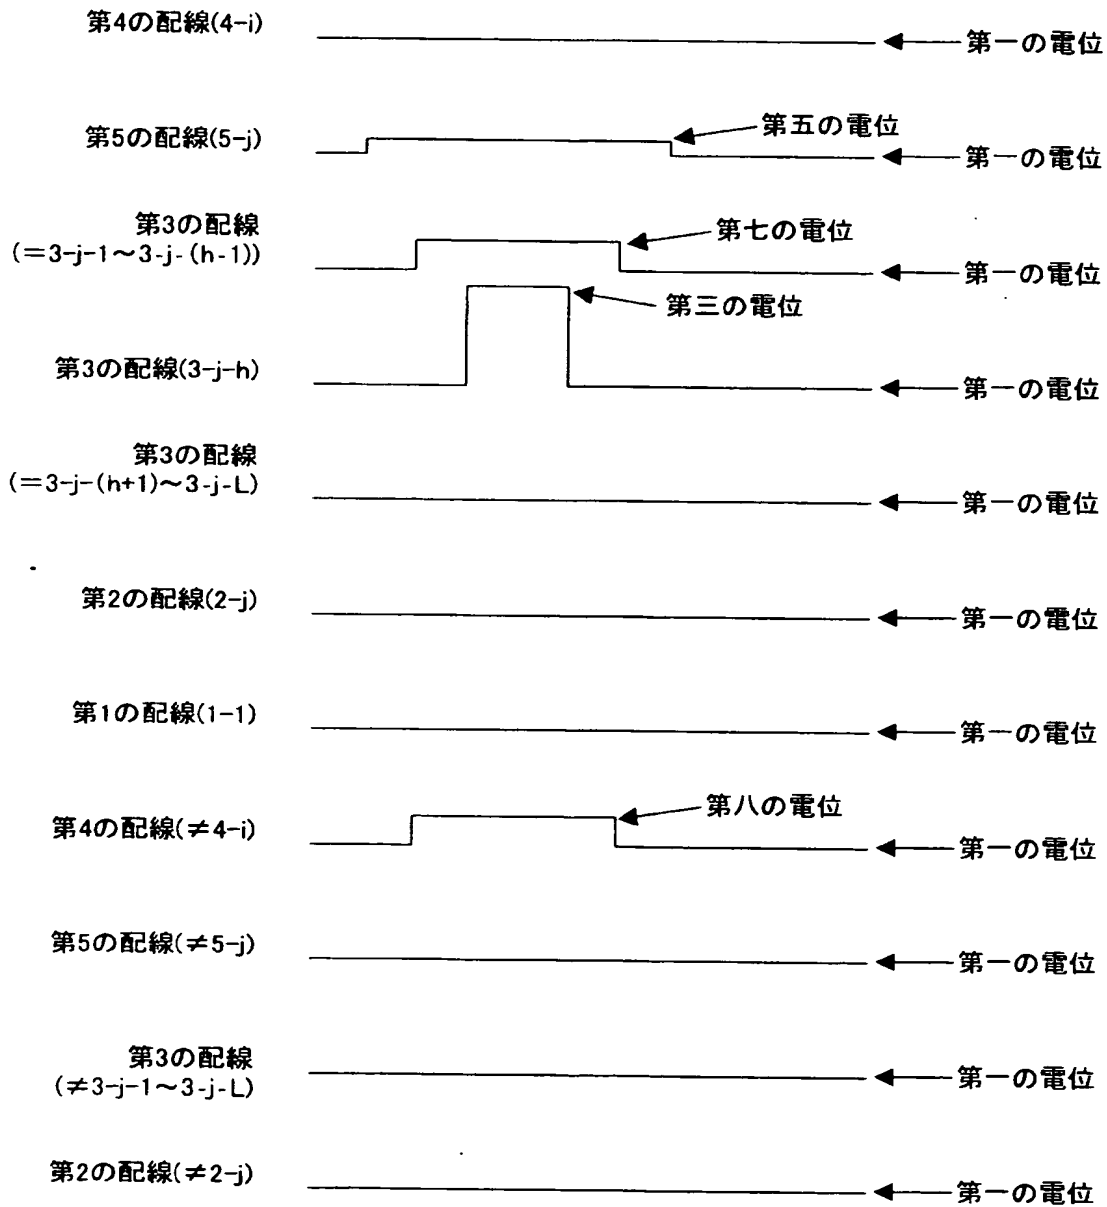 第4の配線(4-i)
第一の電位
第5の配線(5-j)
第五の電位
第一の電位
第3の配線
(=3-j-1～3-j-(h-1))
第七の電位
第一の電位
第三の電位
第3の配線(3-j-h)
第一の電位
第3の配線
(=3-j-(h+1)～3-j-L)
第一の電位
第2の配線(2-j)
第一の電位
第1の配線(1-1)
第一の電位
第八の電位
第4の配線(≠4-i)
第一の電位
第5の配線(≠5-j)
第一の電位
第3の配線
(≠3-j-1～3-j-L)
第一の電位
第2の配線(≠2-j)
第一の電位